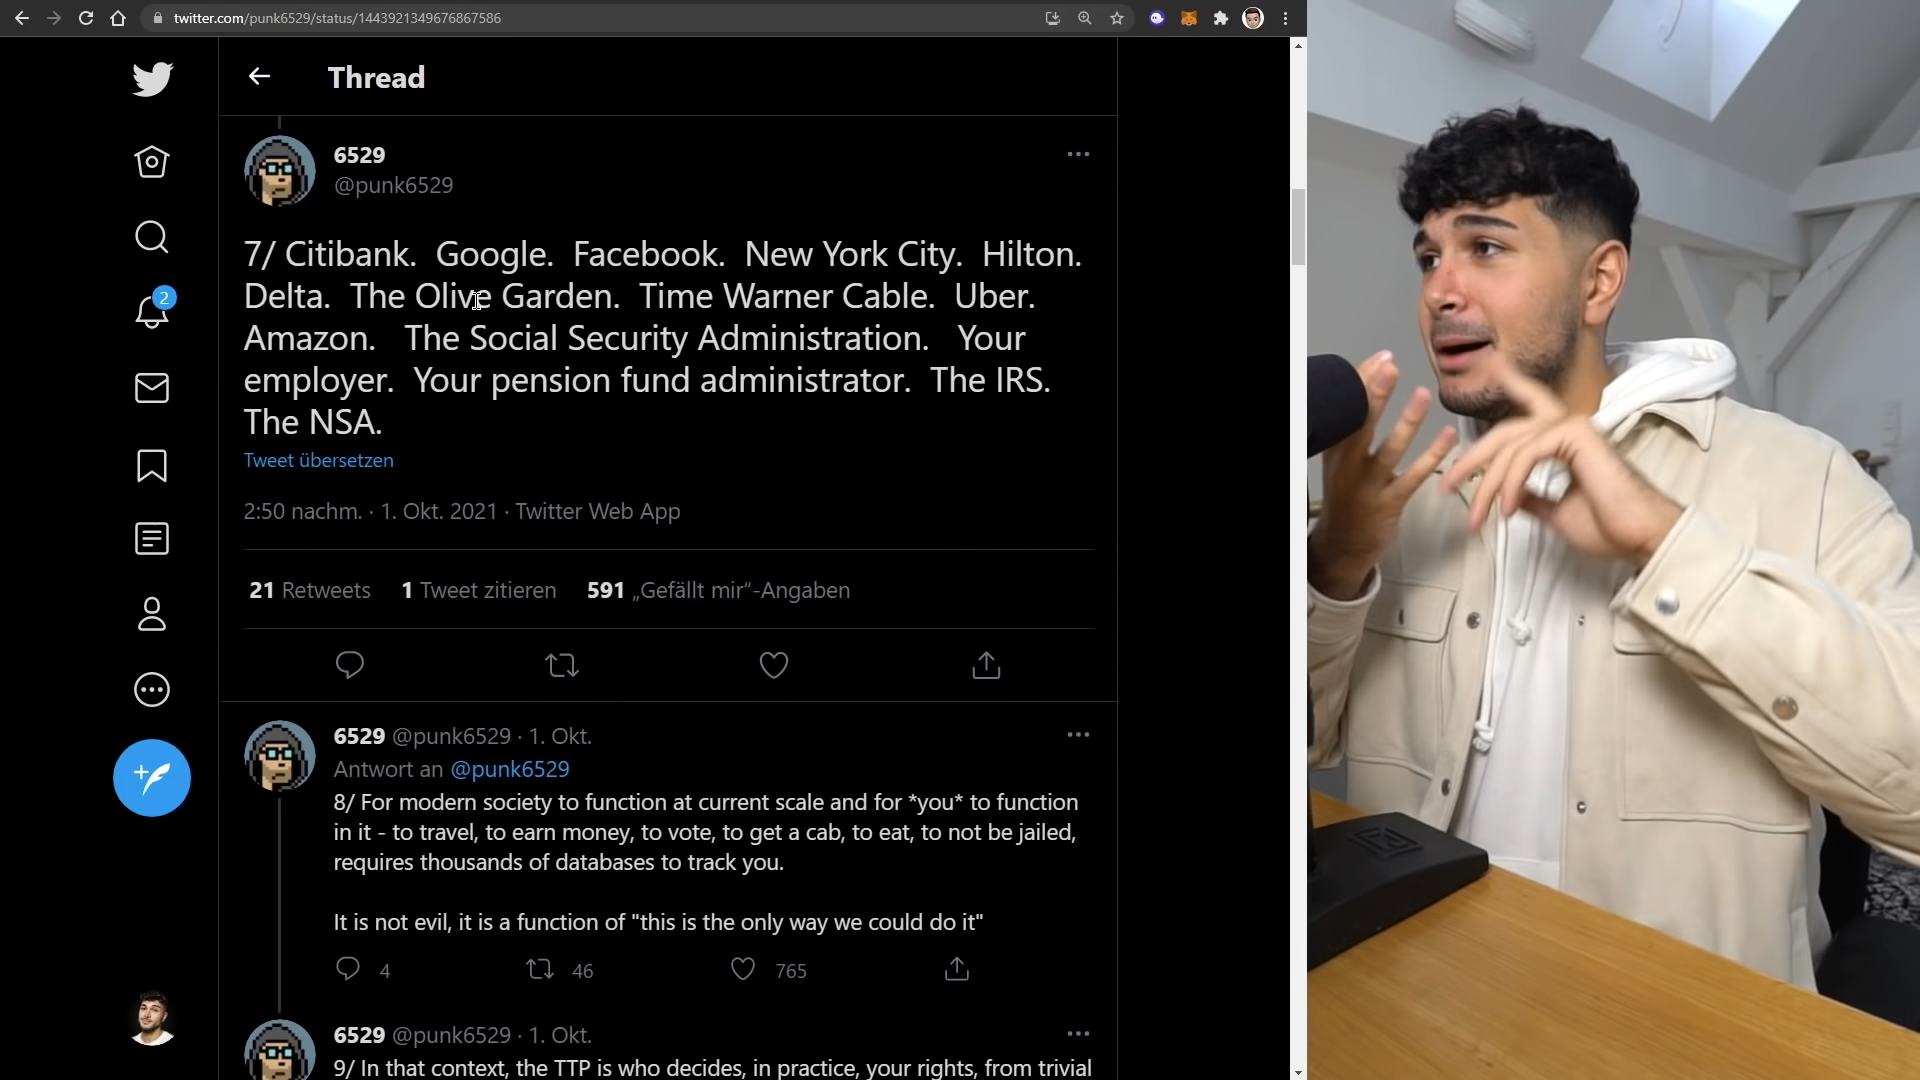 twitter.com/punk6529/status/1443921349676867586
Thread
6529
@punk6529
7/ Citibank. Google. Facebook. New York City. Hilton.
Delta. The Olive Garden. Time Warner Cable. Uber.
Amazon. The Social Security Administration. Your
employer. Your pension fund administrator. The IRS.
The NSA.
Tweet übersetzen
2:50 nachm. · 1. Okt. 2021 · Twitter Web App
21 Retweets 1 Tweet zitieren 591 „Gefällt mir“-Angaben
2
6529 @punk6529 · 1. Okt.
Antwort an @punk6529
8/ For modern society to function at current scale and for *you* to function
in it - to travel, to earn money, to vote, to get a cab, to eat, to not be jailed,
requires thousands of databases to track you.
It is not evil, it is a function of "this is the only way we could do it"
4 46 765
6529 @punk6529 · 1. Okt.
9/ In that context, the TTP is who decides, in practice, your rights, from trivial